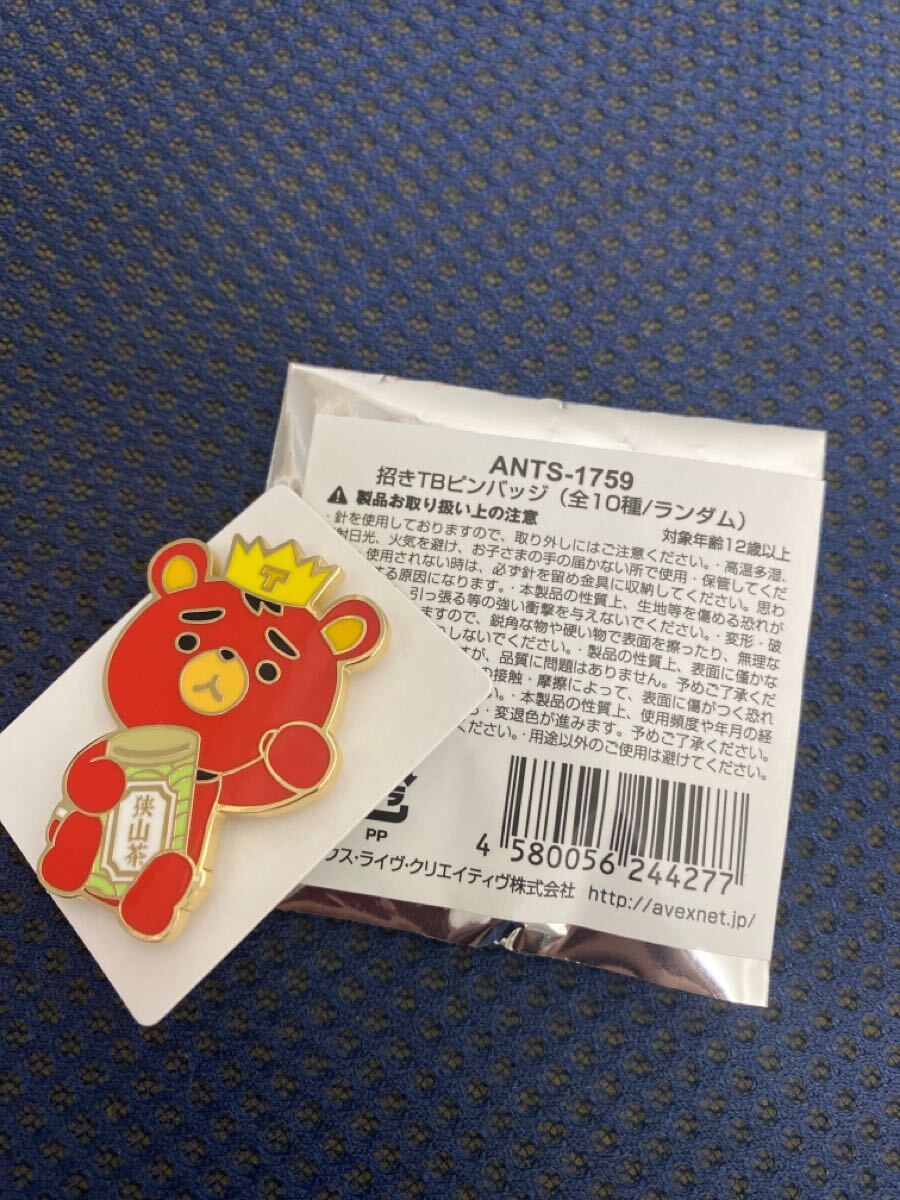 ANTS-1759
招きTBピンバッジ（全10種/ランダム）
製品お取り扱い上の注意
対象年齢12歳以上
・針を使用しておりますので、取り外しにはご注意ください。・高温多湿、
射日光、火気を避け、お子さまの手の届かない所で使用・保管してくだ
使用されない時は、必ず針を留め金具に収納してください。思わ
する原因になります。・本製品の性質上、生地等を傷める恐れが
引っ張る等の強い衝撃を与えないでください。・変形・破
ますので、鋭角な物や硬い物で表面を擦ったり、無理な
しないでください。・製品の性質上、表面に僅かな
すが、品質に問題はありません。予めご了承くだ
の接触・摩擦によって、表面に傷がつく恐れ
い。・本製品の性質上、使用頻度や年月の経
・変退色が進みます。予めご了承ください。
ください。・用途以外のご使用は避けてください。
PP
4 580056 244277
クス・ライヴ・クリエイティヴ株式会社 http://avexnet.jp/
T
狭山茶